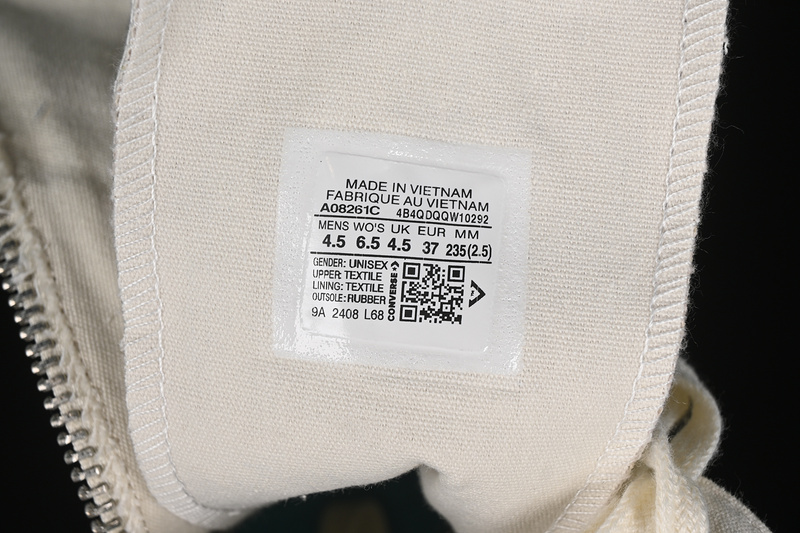 MADE IN VIETNAM
FABRIQUE AU VIETNAM
A08261C 4B4QDQQW10292
MENS WO'S UK EUR MM
4.5 6.5 4.5 37 235(2.5)
GENDER: UNISEX
UPPER: TEXTILE
LINING: TEXTILE
OUTSOLE: RUBBER
9A 2408 L68
CONVERSE